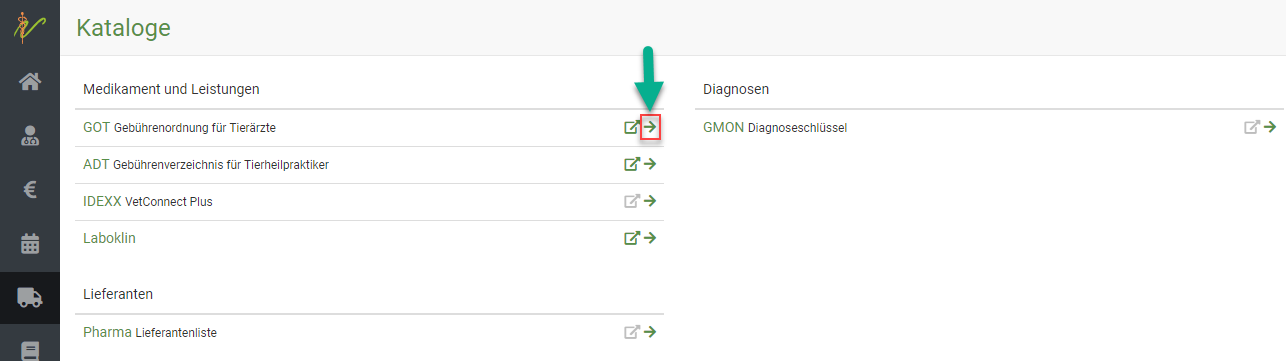 Kataloge
Medikament und Leistungen
GOT Gebührenordnung für Tierärzte
ADT Gebührenverzeichnis für Tierheilpraktiker
IDEXX VetConnect Plus
Laboklin
Lieferanten
Pharma Lieferantenliste
Diagnosen
GMON Diagnoseschlüssel